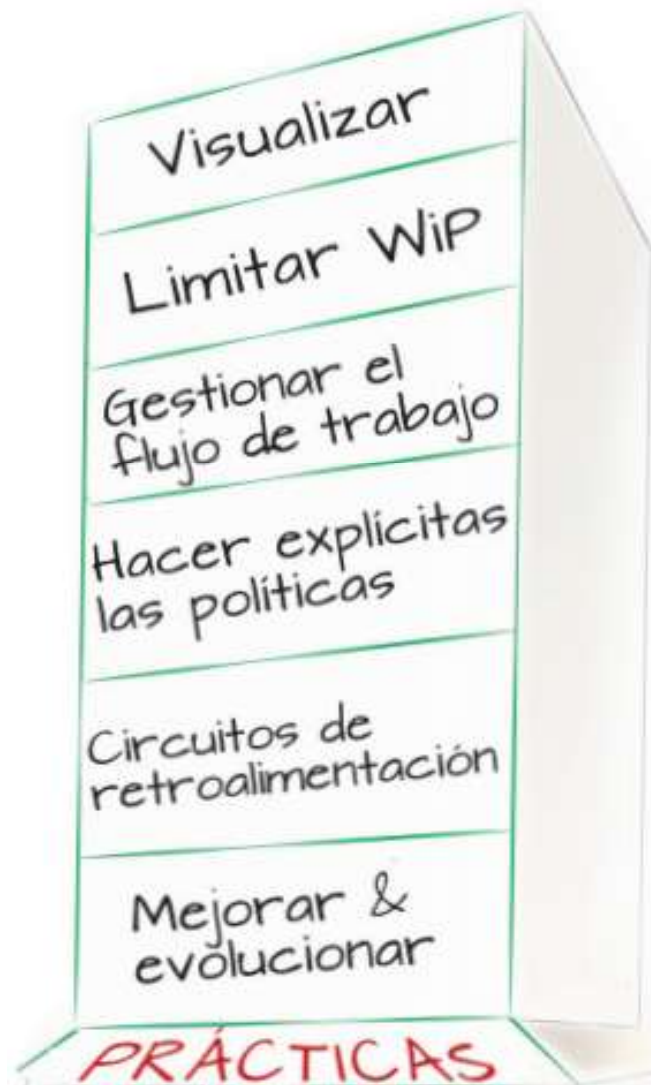 Visualizar
Limitar WiP
Gestionar el
flujo de trabajo
Hacer explícitas
las políticas
Circuitos de
retroalimentación
Mejorar &
evolucionar
PRÁCTICAS